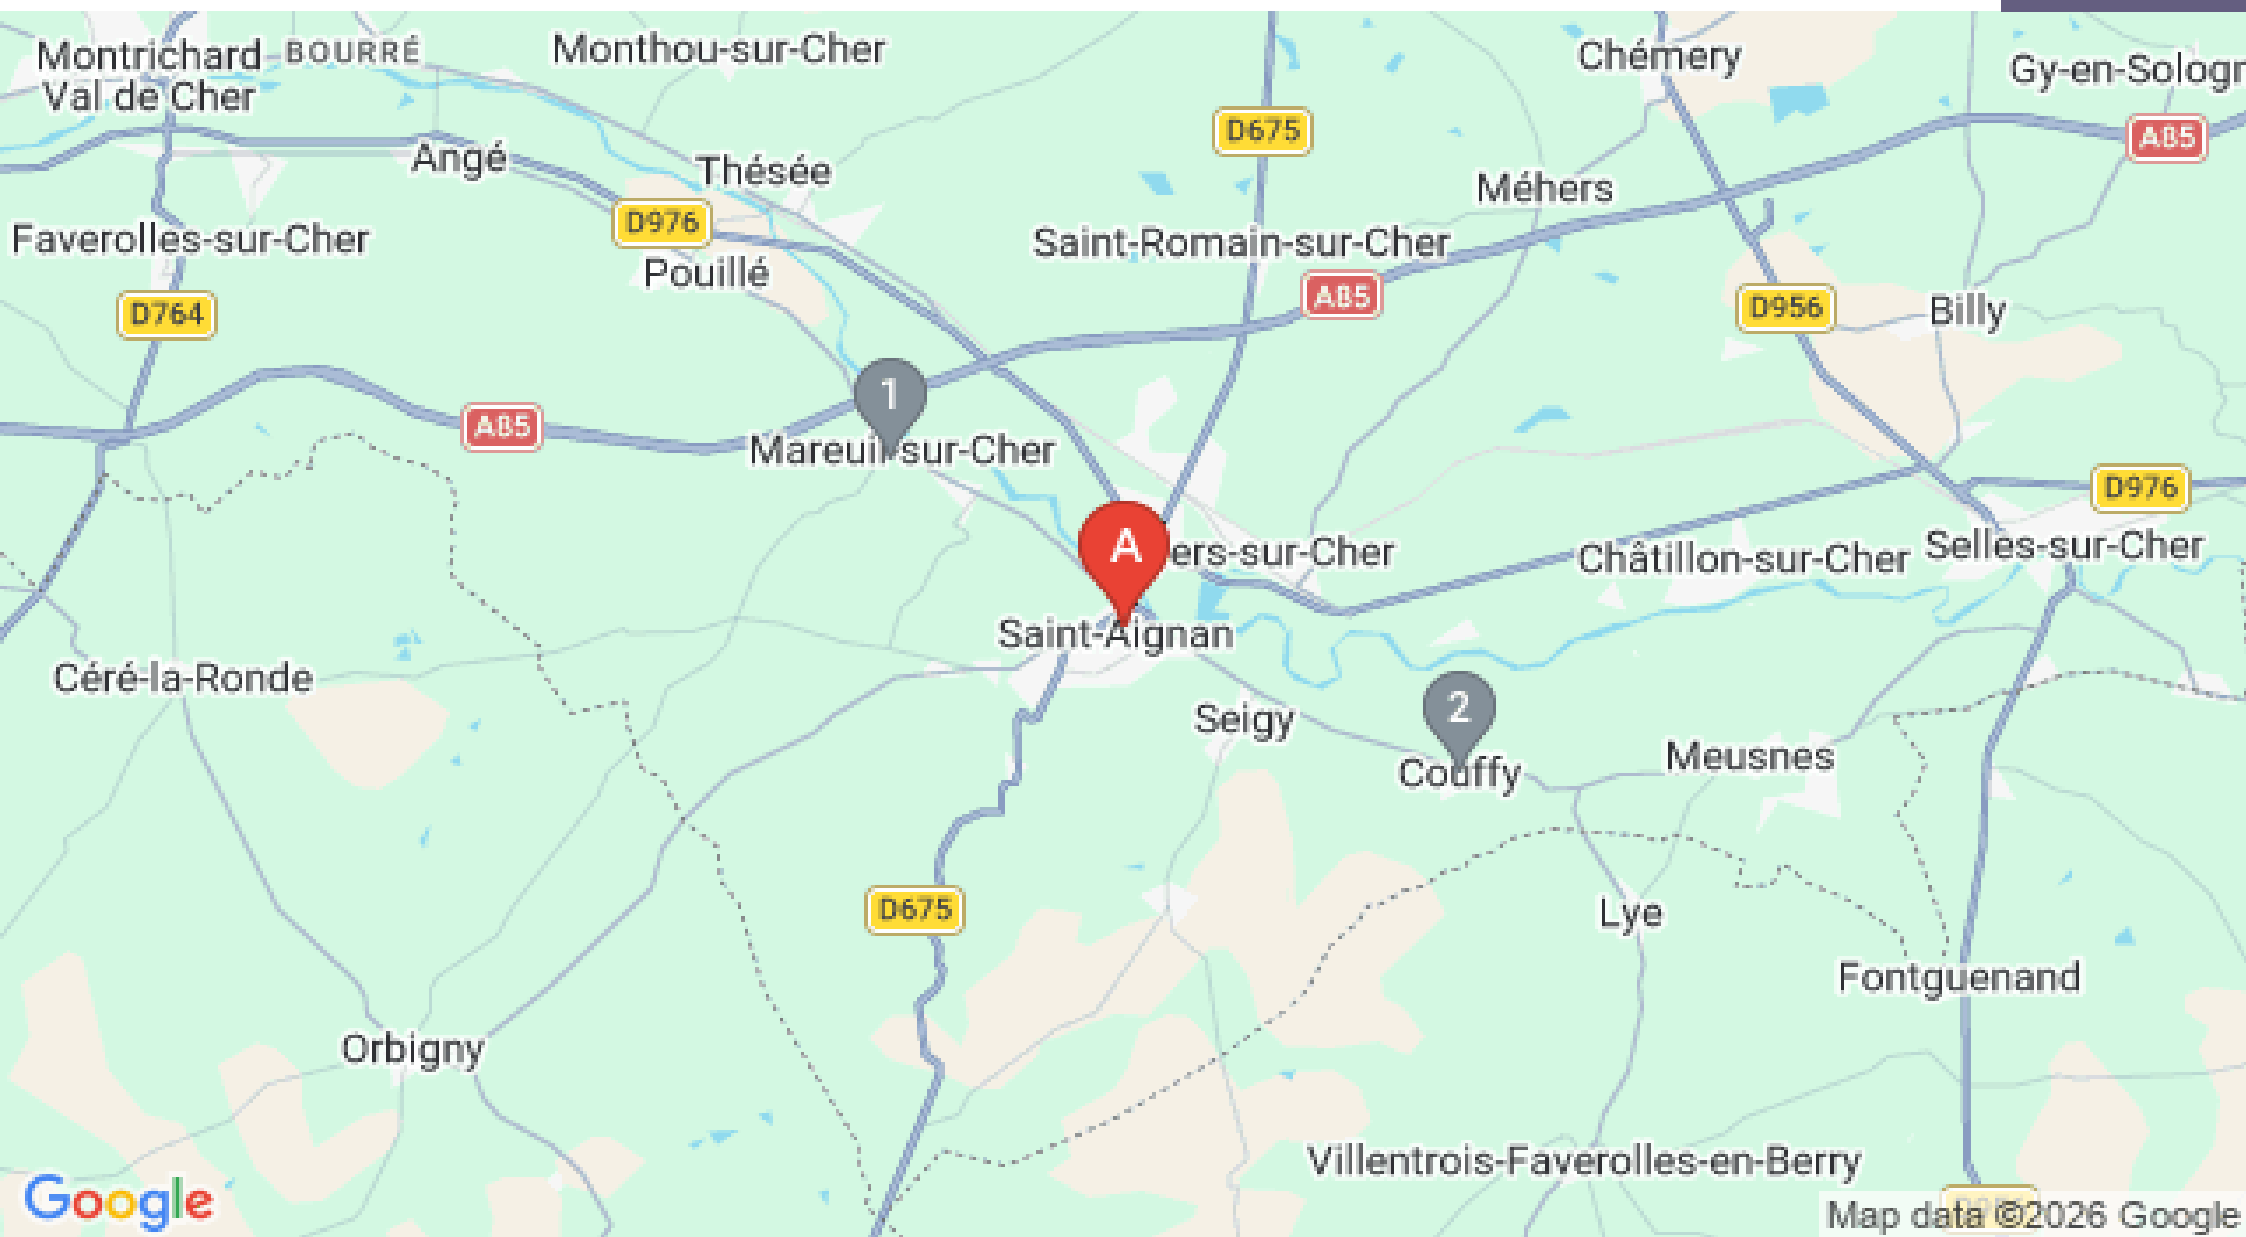 Montrichard
Val de Cher
BOURRÉ
Monthou-sur-Cher
Chémery
Gy-en-Sologn
D675
A85
Angé
Thésée
Méhers
D976
Faverolles-sur-Cher
Saint-Romain-sur-Cher
Pouillé
A85
D764
D956
Billy
1
A85
Mareuil-sur-Cher
D976
A
ers-sur-Cher
Châtillon-sur-Cher
Selles-sur-Cher
Saint-Aignan
Céré-la-Ronde
Seigy
2
Couffy
Meusnes
D675
Lye
Fontguenand
Orbigny
Villentrois-Faverolles-en-Berry
Google
Map data ©2026 Google